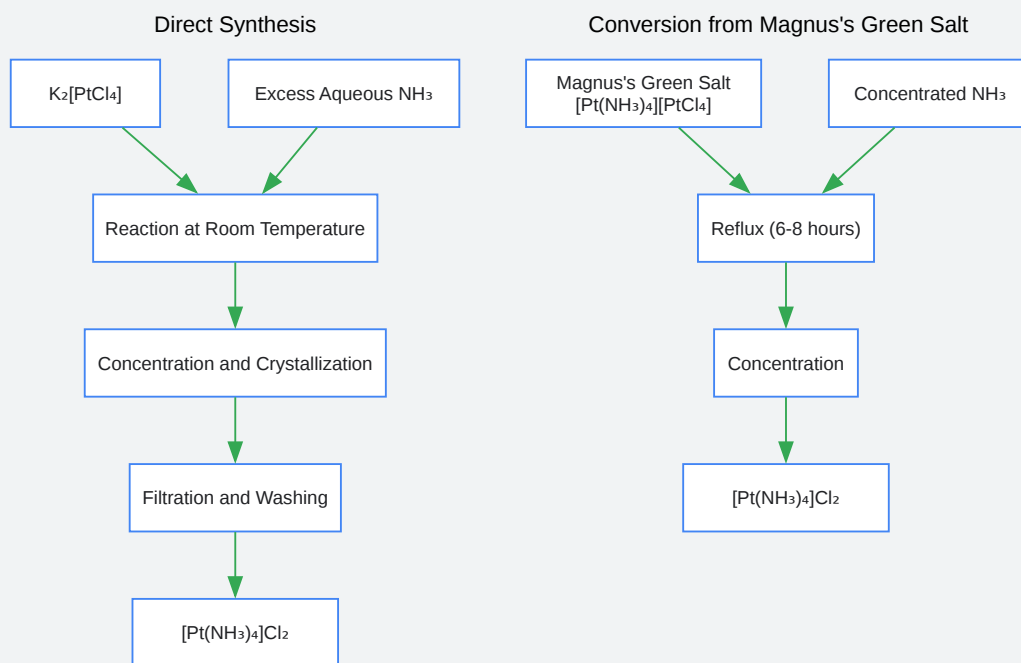 Direct Synthesis
K₂[PtCl₄]
Excess Aqueous NH₃
Reaction at Room Temperature
Concentration and Crystallization
Filtration and Washing
[Pt(NH₃)₄]Cl₂
Conversion from Magnus's Green Salt
Magnus's Green Salt
[Pt(NH₃)₄][PtCl₄]
Concentrated NH₃
Reflux (6-8 hours)
Concentration
[Pt(NH₃)₄]Cl₂